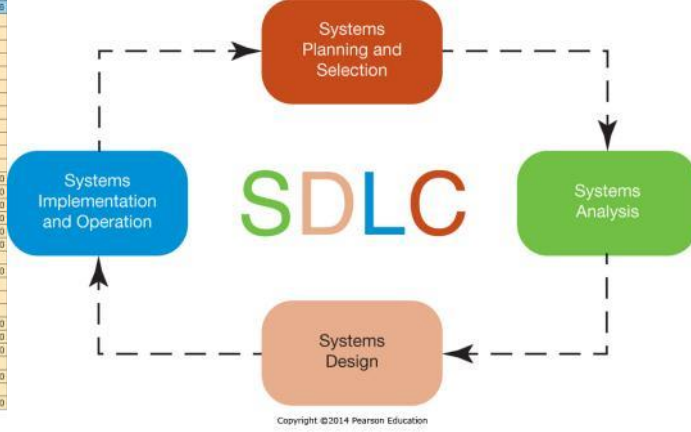 Systems
Planning and
Selection
Systems
Implementation
and Operation
SDLC
Systems
Analysis
Systems
Design
Copyright ©2014 Pearson Education